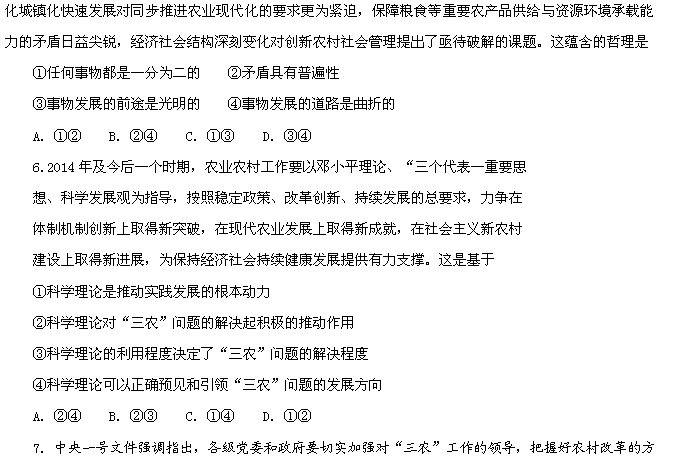 化城镇化快速发展对同步推进农业现代化的要求更为紧迫，保障粮食等重要农产品供给与资源环境承载能
力的矛盾日益尖锐，经济社会结构深刻变化对创新农村社会管理提出了亟待破解的课题。这蕴含的哲理是
①任何事物都是一分为二的 ②矛盾具有普遍性
③事物发展的前途是光明的 ④事物发展的道路是曲折的
A. ①② B. ②④ C. ①③ D. ③④
6.2014 年及今后一个时期，农业农村工作要以邓小平理论、“三个代表一重要思
想、科学发展观为指导，按照稳定政策、改革创新、持续发展的总要求，力争在
体制机制创新上取得新突破，在现代农业发展上取得新成就，在社会主义新农村
建设上取得新进展，为保持经济社会持续健康发展提供有力支撑。这是基于
①科学理论是推动实践发展的根本动力
②科学理论对“三农”问题的解决起积极的推动作用
③科学理论的利用程度决定了“三农”问题的解决程度
④科学理论可以正确预见和引领“三农”问题的发展方向
A. ②④ B. ②③ C. ①④ D. ①②
7. 中央一号文件强调指出，各级党委和政府要切实加强对“三农”工作的领导，把握好农村改革的方